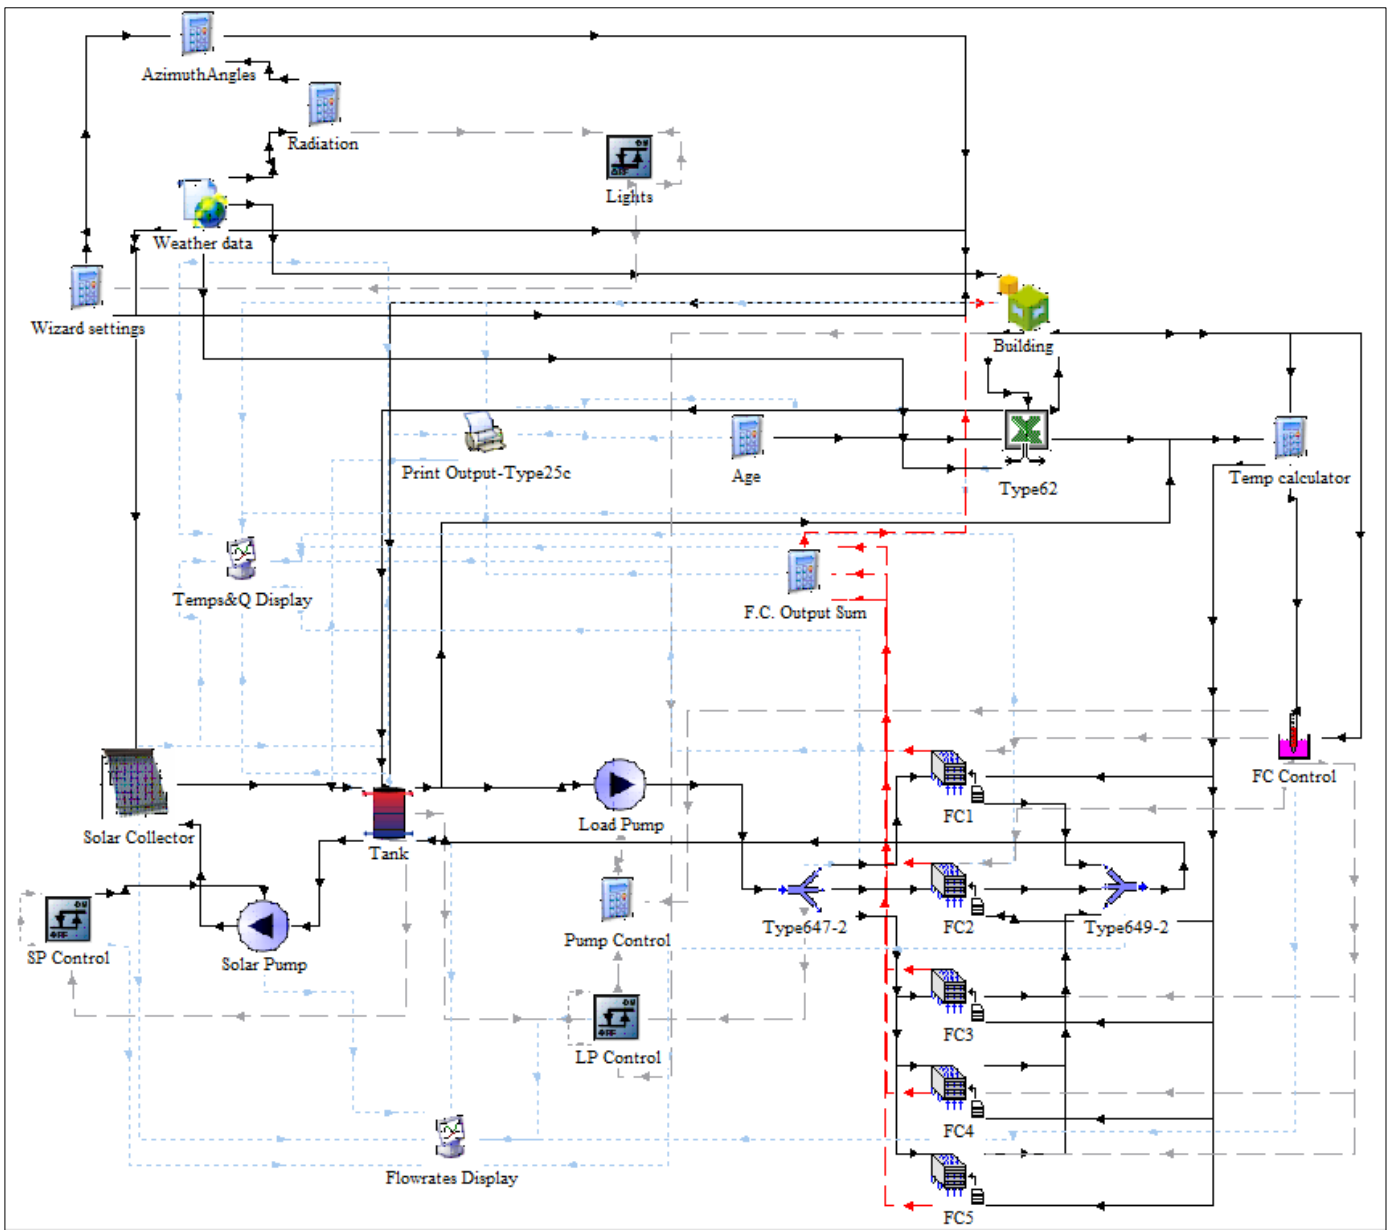 AzimuthAngles
Radiation
Lights
Weather data
Wizard settings
Building
Print Output-Type25c
Age
Type62
Temp calculator
Temps&Q Display
F.C. Output Sum
FC Control
Solar Collector
Tank
Load Pump
FC1
SP Control
Solar Pump
Pump Control
Type647-2
FC2
Type649-2
LP Control
FC3
FC4
Flowrates Display
FC5